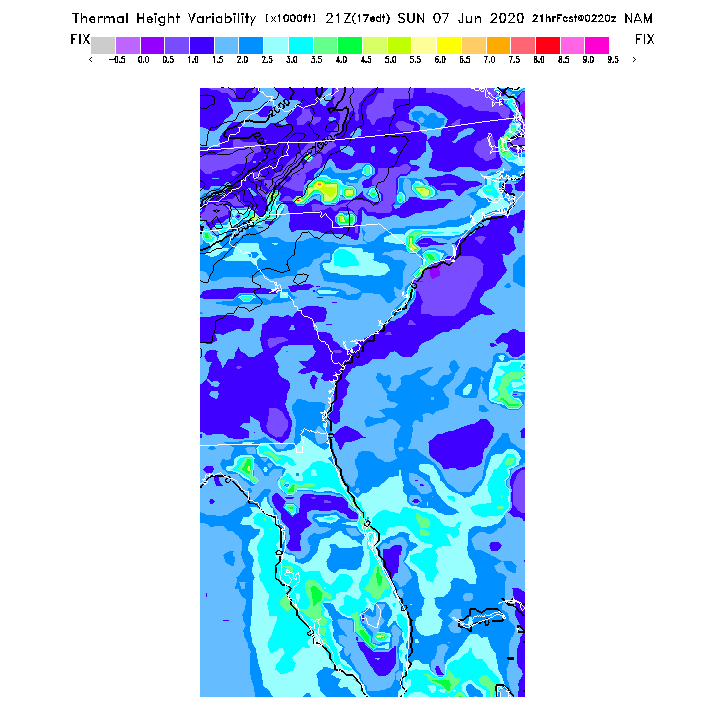 Thermal Height Variability [x1000ft] 21Z(17edt) SUN 07 Jun 2020 21hrFcst@0220z NAM
FIX FIX
< -0.5 0.0 0.5 1.0 1.5 2.0 2.5 3.0 3.5 4.0 4.5 5.0 5.5 6.0 6.5 7.0 7.5 8.0 8.5 9.0 9.5 >
2000